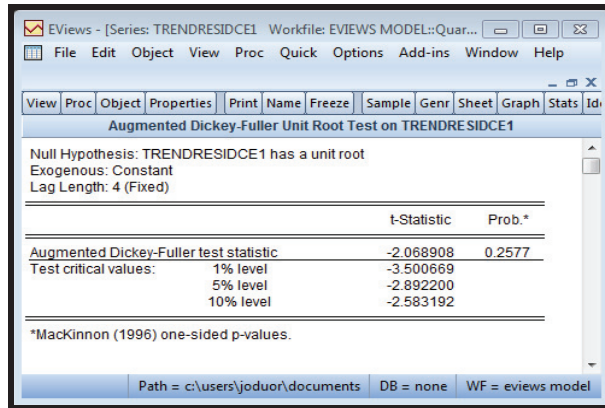 EViews - [Series: TRENDRESIDCE1 Workfile: EVIEWS MODEL::Quar...
File Edit Object View Proc Quick Options Add-ins Window Help
View Proc Object Properties Print Name Freeze Sample Genr Sheet Graph Stats
Augmented Dickey-Fuller Unit Root Test on TRENDRESIDCE1
Null Hypothesis: TRENDRESIDCE1 has a unit root
Exogenous: Constant
Lag Length: 4 (Fixed)
t-Statistic Prob.*
Augmented Dickey-Fuller test statistic -2.068908 0.2577
Test critical values: 1% level -3.500669
5% level -2.892200
10% level -2.583192
*MacKinnon (1996) one-sided p-values.
Path = c:\users\joduor\documents DB = none WF = eviews model